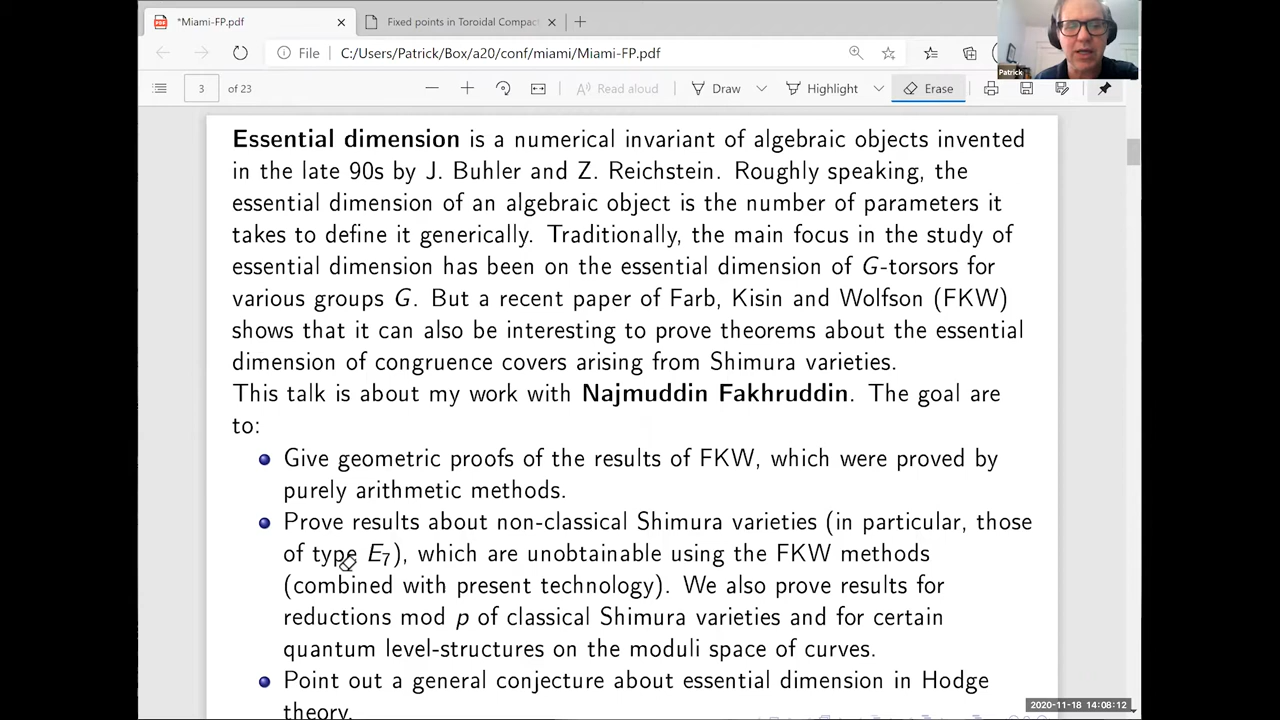 *Miami-FP.pdf
Fixed points in Toroidal Compac
File
C:/Users/Patrick_Box/a20/conf/miami/Miami-FP.pdf
3 of 23
Read aloud
Draw
Highlight
Erase
Patrick
Essential dimension is a numerical invariant of algebraic objects invented
in the late 90s by J. Buhler and Z. Reichstein. Roughly speaking, the
essential dimension of an algebraic object is the number of parameters it
takes to define it generically. Traditionally, the main focus in the study of
essential dimension has been on the essential dimension of G-torsors for
various groups G. But a recent paper of Farb, Kisin and Wolfson (FKW)
shows that it can also be interesting to prove theorems about the essential
dimension of congruence covers arising from Shimura varieties.
This talk is about my work with Najmuddin Fakhruddin. The goal are
to:
Give geometric proofs of the results of FKW, which were proved by
purely arithmetic methods.
Prove results about non-classical Shimura varieties (in particular, those
of type E₇), which are unobtainable using the FKW methods
(combined with present technology). We also prove results for
reductions mod p of classical Shimura varieties and for certain
quantum level-structures on the moduli space of curves.
Point out a general conjecture about essential dimension in Hodge
theory.
2020-11-18 14:08:12